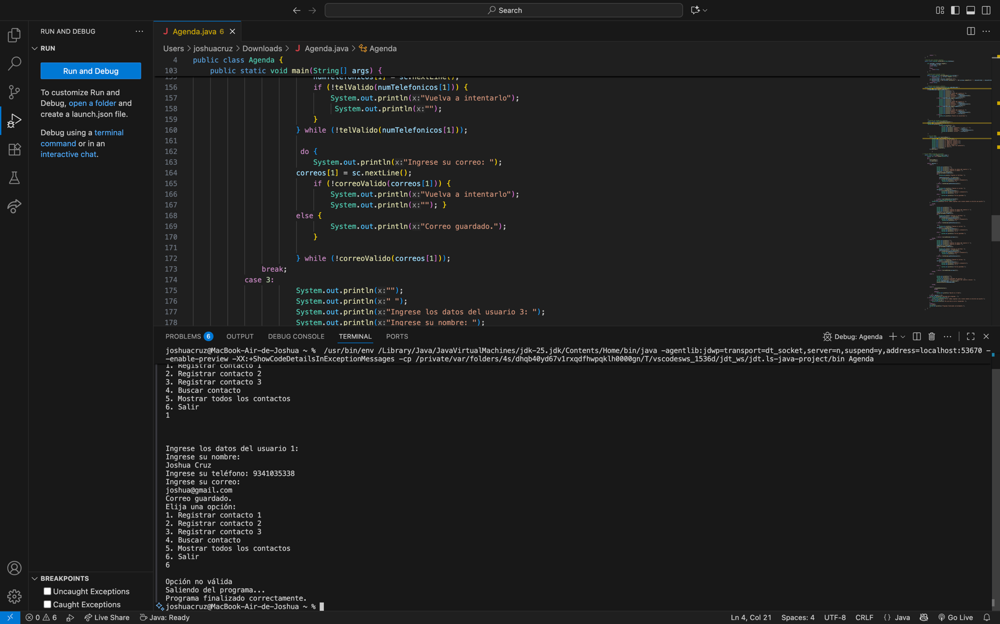 Search
RUN AND DEBUG
RUN
Run and Debug
To customize Run and
Debug, open a folder and
create a launch.json file.
Debug using a terminal
command or in an
interactive chat.
BREAKPOINTS
Uncaught Exceptions
Caught Exceptions
Agenda.java 6
Users > joshuacruz > Downloads > J Agenda.java > Agenda
4 public class Agenda {
103 public static void main(String[] args) {
155 numTelefonicos[1] = sc.nextLine();
156 if (!telValido(numTelefonicos[1])) {
157 System.out.println(x:"Vuelva a intentarlo");
158 System.out.println(x:"");
159 }
160 } while (!telValido(numTelefonicos[1]));
161
162 do {
163 System.out.println(x:"Ingrese su correo: ");
164 correos[1] = sc.nextLine();
165 if (!correoValido(correos[1])) {
166 System.out.println(x:"Vuelva a intentarlo");
167 System.out.println(x:""); }
168 else {
169 System.out.println(x:"Correo guardado.");
170 }
171
172 } while (!correoValido(correos[1]));
173 break;
174 case 3:
175 System.out.println(x:"");
176 System.out.println(x:" ");
177 System.out.println(x:"Ingrese los datos del usuario 3: ");
178 System.out.println(x:"Ingrese su nombre: ");
PROBLEMS 6 OUTPUT DEBUG CONSOLE TERMINAL PORTS Debug: Agenda
joshuacruz@MacBook-Air-de-Joshua ~ % /usr/bin/env /Library/Java/JavaVirtualMachines/jdk-25.jdk/Contents/Home/bin/java -agentlib:jdwp=transport=dt_socket,server=n,suspend=y,address=localhost:53670 -
-enable-preview -XX:+ShowCodeDetailsInExceptionMessages -cp /private/var/folders/4s/dhqb40yd67v1rxqdfhwpqklh0000gn/T/vscodesws_1536d/jdt_ws/jdt.ls-java-project/bin Agenda
1. Registrar contacto 1
2. Registrar contacto 2
3. Registrar contacto 3
4. Buscar contacto
5. Mostrar todos los contactos
6. Salir
1
Ingrese los datos del usuario 1:
Ingrese su nombre:
Joshua Cruz
Ingrese su teléfono: 9341035338
Ingrese su correo:
joshua@gmail.com
Correo guardado.
Elija una opción:
1. Registrar contacto 1
2. Registrar contacto 2
3. Registrar contacto 3
4. Buscar contacto
5. Mostrar todos los contactos
6. Salir
6
Opción no válida
Saliendo del programa...
Programa finalizado correctamente.
joshuacruz@MacBook-Air-de-Joshua ~ %
0 6 Live Share Java: Ready Ln 4, Col 21 Spaces: 4 UTF-8 CRLF {} Java Go Live